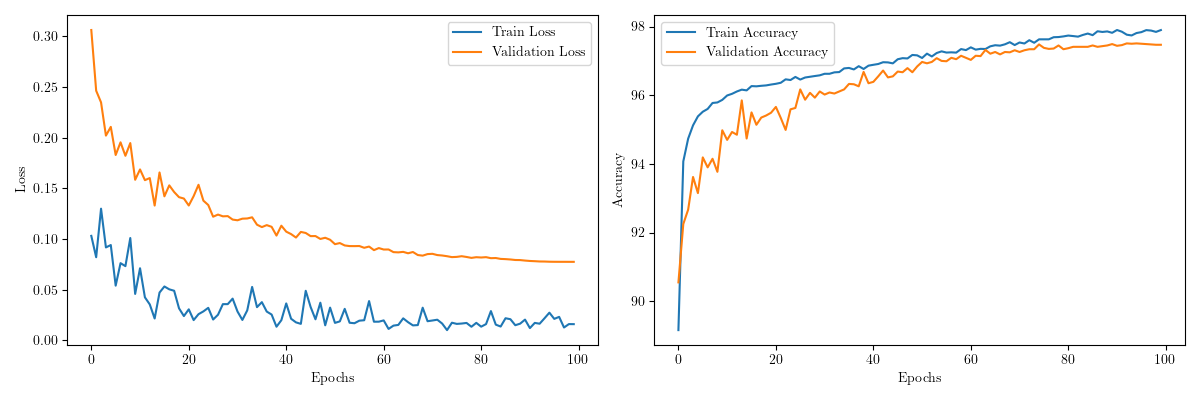 Train Loss
Validation Loss
0.30
0.25
0.20
0.15
0.10
0.05
0.00
Loss
0 20 40 60 80 100
Epochs
Train Accuracy
Validation Accuracy
98
96
94
92
90
Accuracy
0 20 40 60 80 100
Epochs